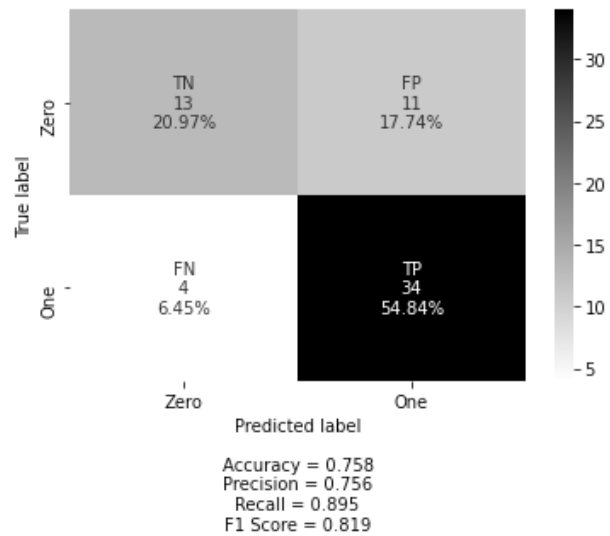 TN
13
20.97%
FP
11
17.74%
FN
4
6.45%
TP
34
54.84%
Zero
One
True label
Zero
One
Predicted label
30
25
20
15
10
5
Accuracy = 0.758
Precision = 0.756
Recall = 0.895
F1 Score = 0.819